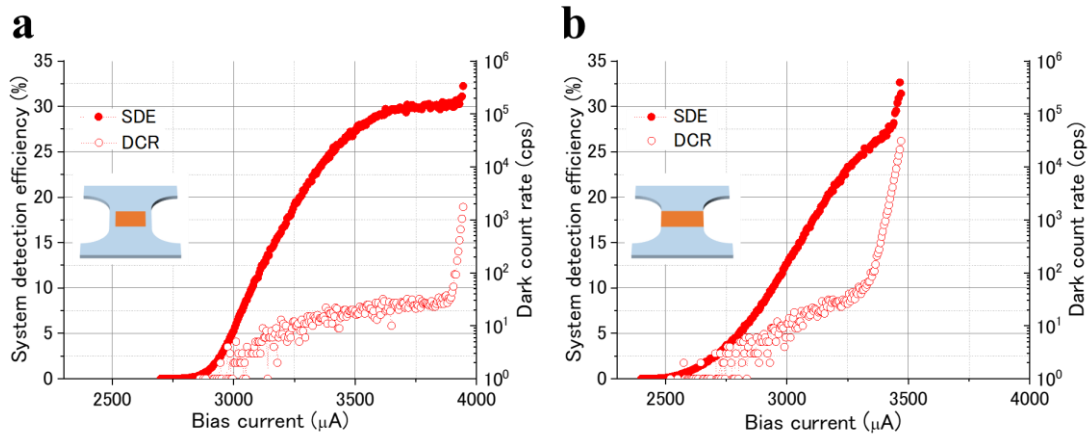 a
System detection efficiency (%)
35
30
25
20
15
10
5
0
SDE
DCR
10^6
10^5
10^4
10^3
10^2
10^1
10^0
Dark count rate (cps)
2500 3000 3500 4000
Bias current (μA)
b
System detection efficiency (%)
35
30
25
20
15
10
5
0
SDE
DCR
10^6
10^5
10^4
10^3
10^2
10^1
10^0
Dark count rate (cps)
2500 3000 3500 4000
Bias current (μA)